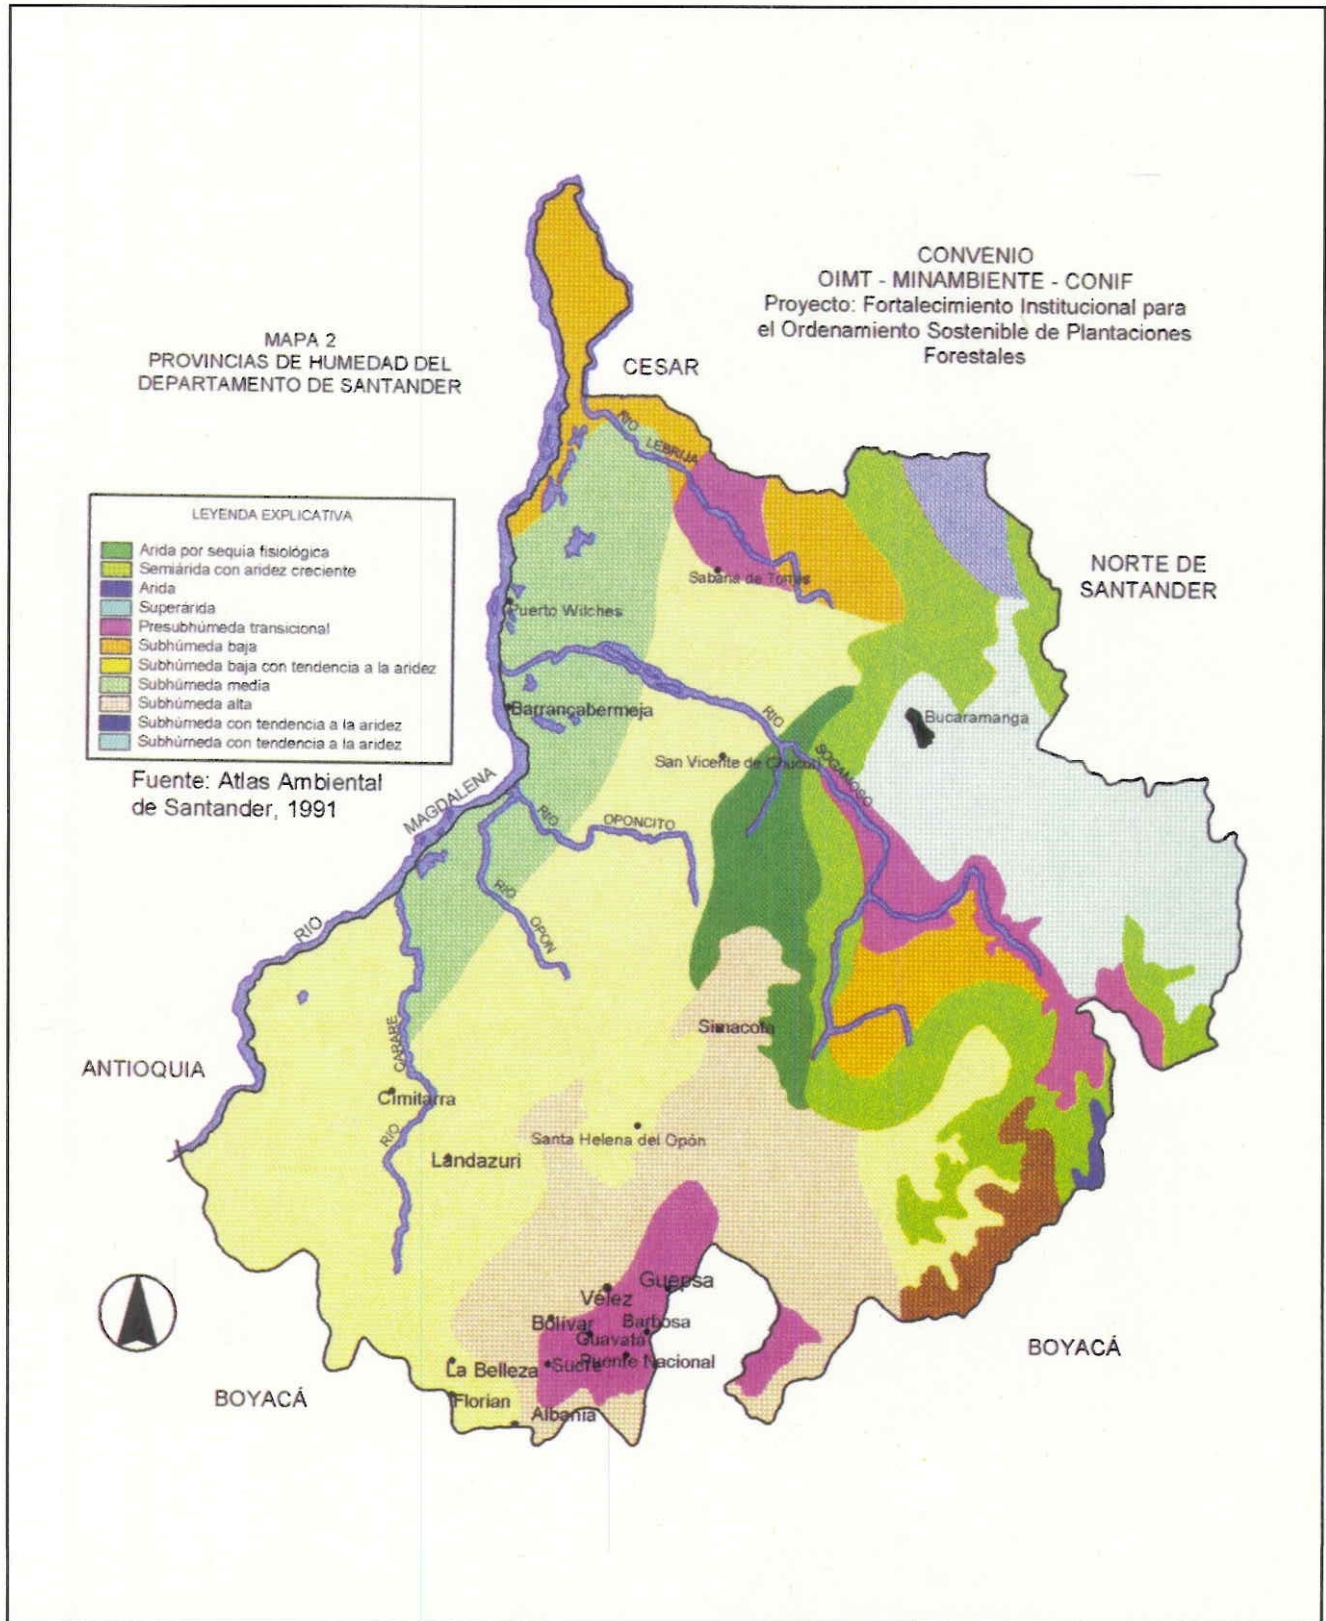 CONVENIO
OIMT - MINAMBIENTE - CONIF
Proyecto: Fortalecimiento Institucional para
el Ordenamiento Sostenible de Plantaciones
Forestales
MAPA 2
PROVINCIAS DE HUMEDAD DEL
DEPARTAMENTO DE SANTANDER
CESAR
RIO
LEBRIJA
LEYENDA EXPLICATIVA
Arida por sequia fisiológica
Semiárida con aridez creciente
Arida
Superárida
Presubhúmeda transicional
Subhúmeda baja
Subhúmeda baja con tendencia a la aridez
Subhúmeda media
Subhúmeda alta
Subhúmeda con tendencia a la aridez
Subhúmeda con tendencia a la aridez
Fuente: Atlas Ambiental
de Santander, 1991
NORTE DE
SANTANDER
Sabana de Torres
Puerto Wilches
Barrancabermeja
RIO
SOGAMOSO
Bucaramanga
San Vicente de Chucuri
MAGDALENA
RIO
RIO
OPONCITO
RIO
OPON
Simacota
CARARE
RIO
ANTIOQUIA
Cimitarra
Santa Helena del Opón
Landazuri
Guepsa
Vélez
Bolívar
Barbosa
Guavatá
Puente Nacional
Sucre
La Belleza
Florian
Albania
BOYACÁ
BOYACÁ